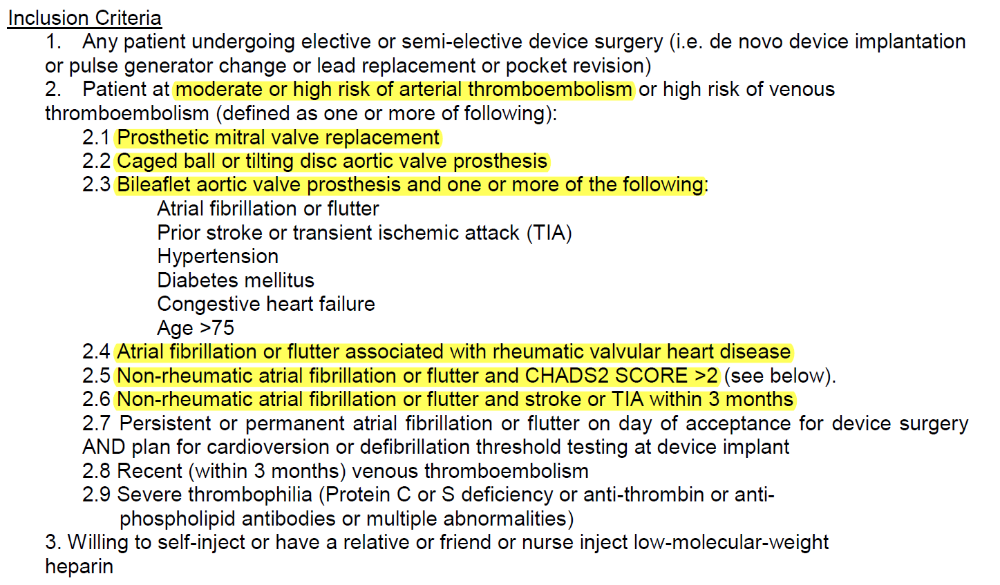 Inclusion Criteria
1. Any patient undergoing elective or semi-elective device surgery (i.e. de novo device implantation
or pulse generator change or lead replacement or pocket revision)
2. Patient at moderate or high risk of arterial thromboembolism or high risk of venous
thromboembolism (defined as one or more of following):
2.1 Prosthetic mitral valve replacement
2.2 Caged ball or tilting disc aortic valve prosthesis
2.3 Bileaflet aortic valve prosthesis and one or more of the following:
Atrial fibrillation or flutter
Prior stroke or transient ischemic attack (TIA)
Hypertension
Diabetes mellitus
Congestive heart failure
Age >75
2.4 Atrial fibrillation or flutter associated with rheumatic valvular heart disease
2.5 Non-rheumatic atrial fibrillation or flutter and CHADS2 SCORE >2 (see below).
2.6 Non-rheumatic atrial fibrillation or flutter and stroke or TIA within 3 months
2.7 Persistent or permanent atrial fibrillation or flutter on day of acceptance for device surgery
AND plan for cardioversion or defibrillation threshold testing at device implant
2.8 Recent (within 3 months) venous thromboembolism
2.9 Severe thrombophilia (Protein C or S deficiency or anti-thrombin or anti-
phospholipid antibodies or multiple abnormalities)
3. Willing to self-inject or have a relative or friend or nurse inject low-molecular-weight
heparin